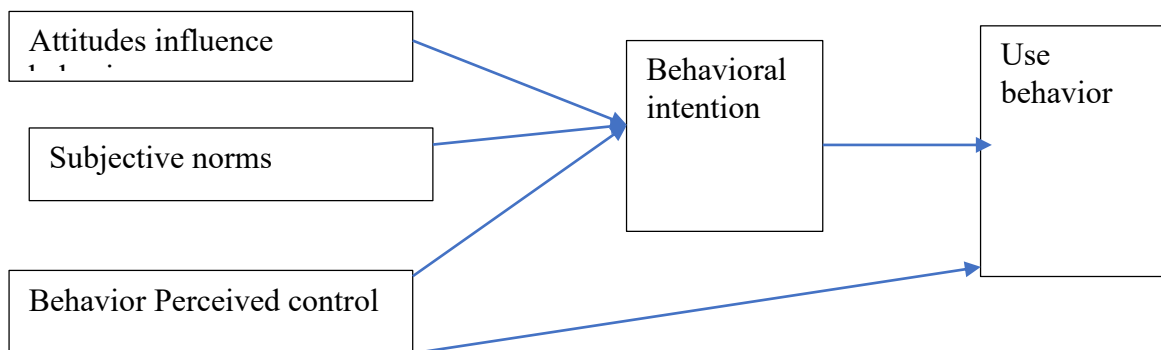 Attitudes influence
Subjective norms
Behavior Perceived control
Behavioral
intention
Use
behavior